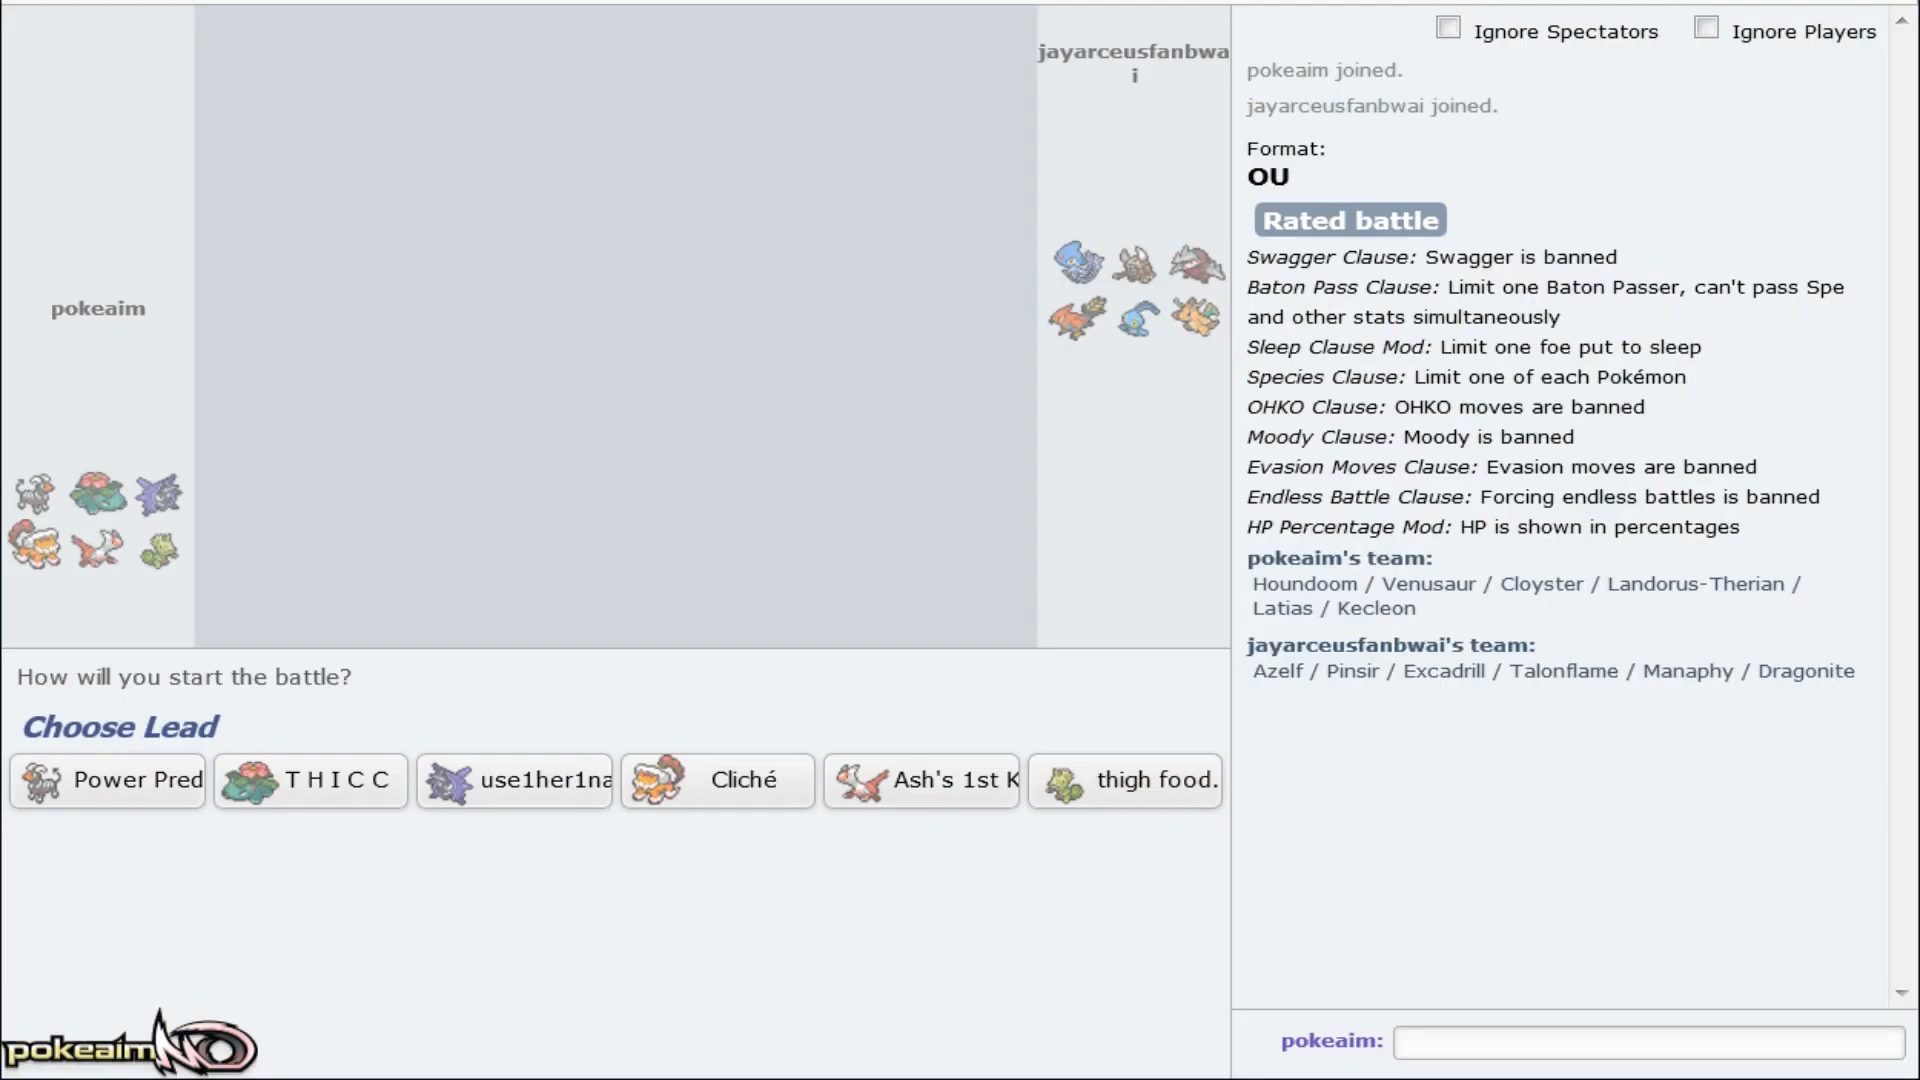 jayarceusfanbwa
i
pokeaim
How will you start the battle?
Choose Lead
Power Pred
T H I C C
use1her1na
Cliché
Ash's 1st K
thigh food.
pokeaimMD
Ignore Spectators
Ignore Players
pokeaim joined.
jayarceusfanbwai joined.
Format:
OU
Rated battle
Swagger Clause: Swagger is banned
Baton Pass Clause: Limit one Baton Passer, can't pass Spe
and other stats simultaneously
Sleep Clause Mod: Limit one foe put to sleep
Species Clause: Limit one of each Pokémon
OHKO Clause: OHKO moves are banned
Moody Clause: Moody is banned
Evasion Moves Clause: Evasion moves are banned
Endless Battle Clause: Forcing endless battles is banned
HP Percentage Mod: HP is shown in percentages
pokeaim's team:
Houndoom / Venusaur / Cloyster / Landorus-Therian /
Latias / Kecleon
jayarceusfanbwai's team:
Azelf / Pinsir / Excadrill / Talonflame / Manaphy / Dragonite
pokeaim: